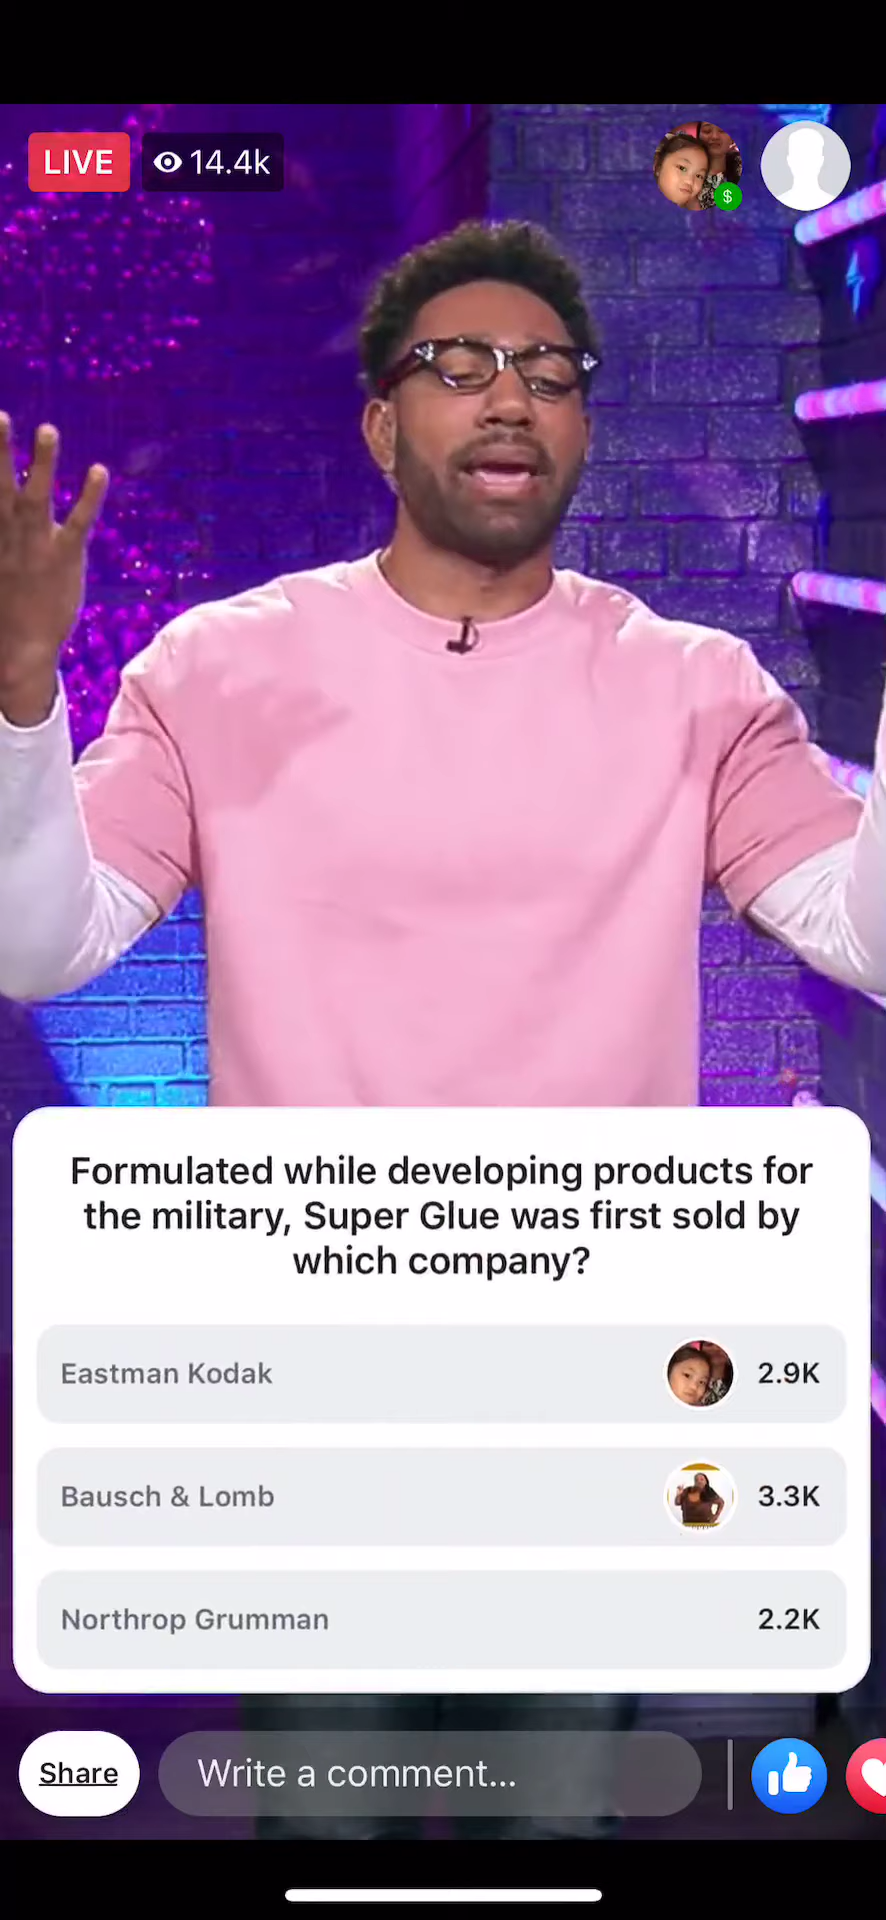 LIVE 14.4k
$
Formulated while developing products for
the military, Super Glue was first sold by
which company?
Eastman Kodak 2.9K
Bausch & Lomb 3.3K
Northrop Grumman 2.2K
Share Write a comment...